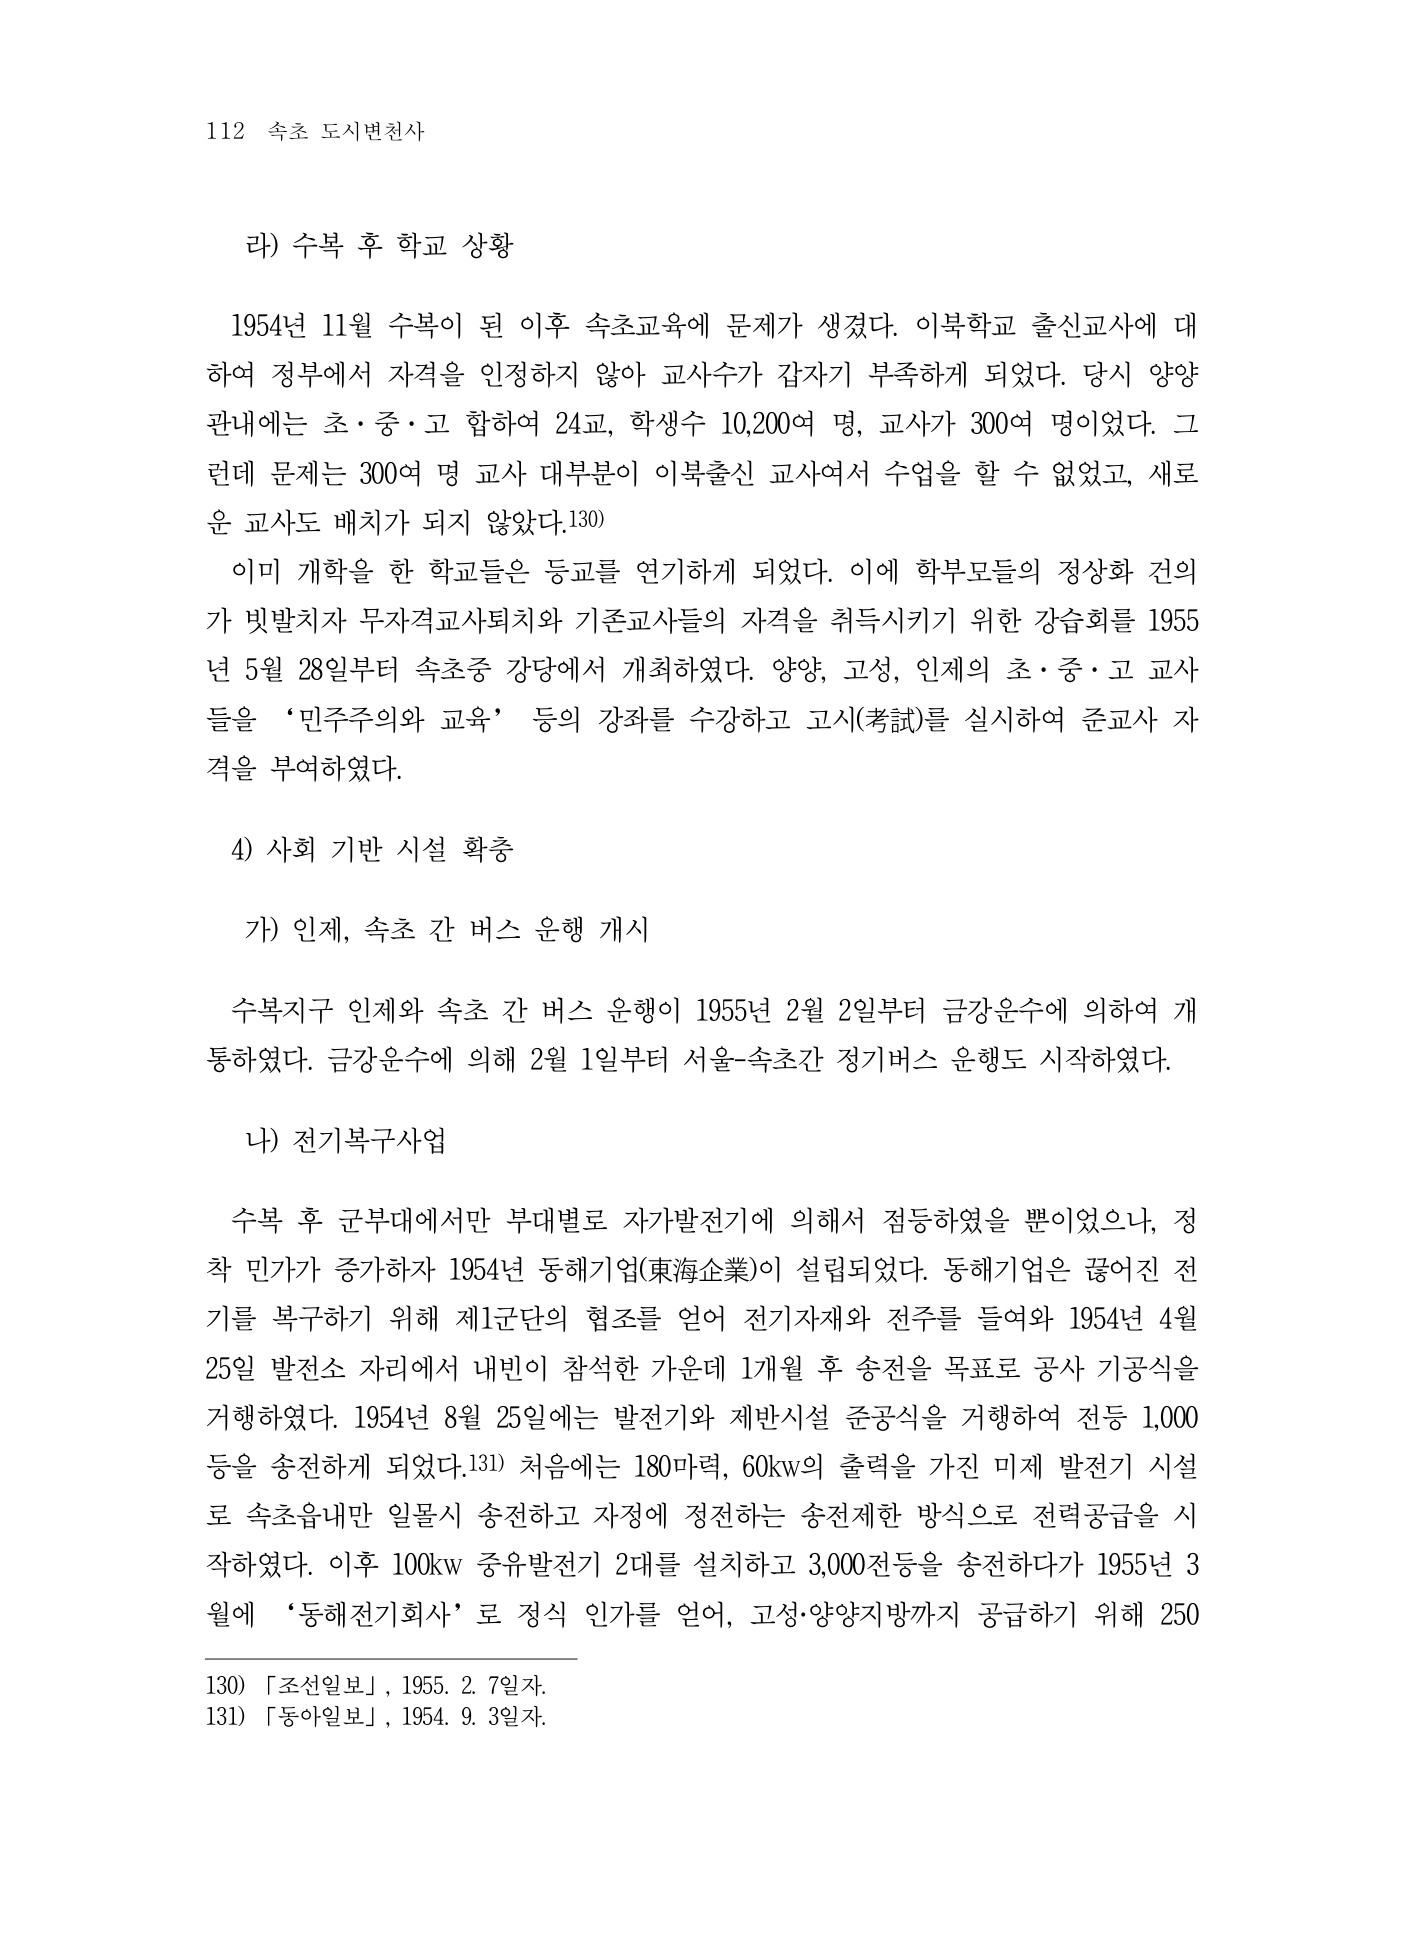 112 속초 도시변천사
라) 수복 후 학교 상황
1954년 11월 수복이 된 이후 속초교육에 문제가 생겼다. 이북학교 출신교사에 대
하여 정부에서 자격을 인정하지 않아 교사수가 갑자기 부족하게 되었다. 당시 양양
관내에는 초·중·고 합하여 24교, 학생수 10,200여 명, 교사가 300여 명이었다. 그
런데 문제는 300여 명 교사 대부분이 이북출신 교사여서 수업을 할 수 없었고, 새로
운 교사도 배치가 되지 않았다.130)
이미 개학을 한 학교들은 등교를 연기하게 되었다. 이에 학부모들의 정상화 건의
가 빗발치자 무자격교사퇴치와 기존교사들의 자격을 취득시키기 위한 강습회를 1955
년 5월 28일부터 속초중 강당에서 개최하였다. 양양, 고성, 인제의 초·중·고 교사
들을 ‘민주주의와 교육’ 등의 강좌를 수강하고 고시(考試)를 실시하여 준교사 자
격을 부여하였다.
4) 사회 기반 시설 확충
가) 인제, 속초 간 버스 운행 개시
수복지구 인제와 속초 간 버스 운행이 1955년 2월 2일부터 금강운수에 의하여 개
통하였다. 금강운수에 의해 2월 1일부터 서울-속초간 정기버스 운행도 시작하였다.
나) 전기복구사업
수복 후 군부대에서만 부대별로 자가발전기에 의해서 점등하였을 뿐이었으나, 정
착 민가가 증가하자 1954년 동해기업(東海企業)이 설립되었다. 동해기업은 끊어진 전
기를 복구하기 위해 제1군단의 협조를 얻어 전기자재와 전주를 들여와 1954년 4월
25일 발전소 자리에서 내빈이 참석한 가운데 1개월 후 송전을 목표로 공사 기공식을
거행하였다. 1954년 8월 25일에는 발전기와 제반시설 준공식을 거행하여 전등 1,000
등을 송전하게 되었다.131) 처음에는 180마력, 60kw의 출력을 가진 미제 발전기 시설
로 속초읍내만 일몰시 송전하고 자정에 정전하는 송전제한 방식으로 전력공급을 시
작하였다. 이후 100kw 중유발전기 2대를 설치하고 3,000전등을 송전하다가 1955년 3
월에 ‘동해전기회사’로 정식 인가를 얻어, 고성·양양지방까지 공급하기 위해 250
130) 「조선일보」, 1955. 2. 7일자.
131) 「동아일보」, 1954. 9. 3일자.